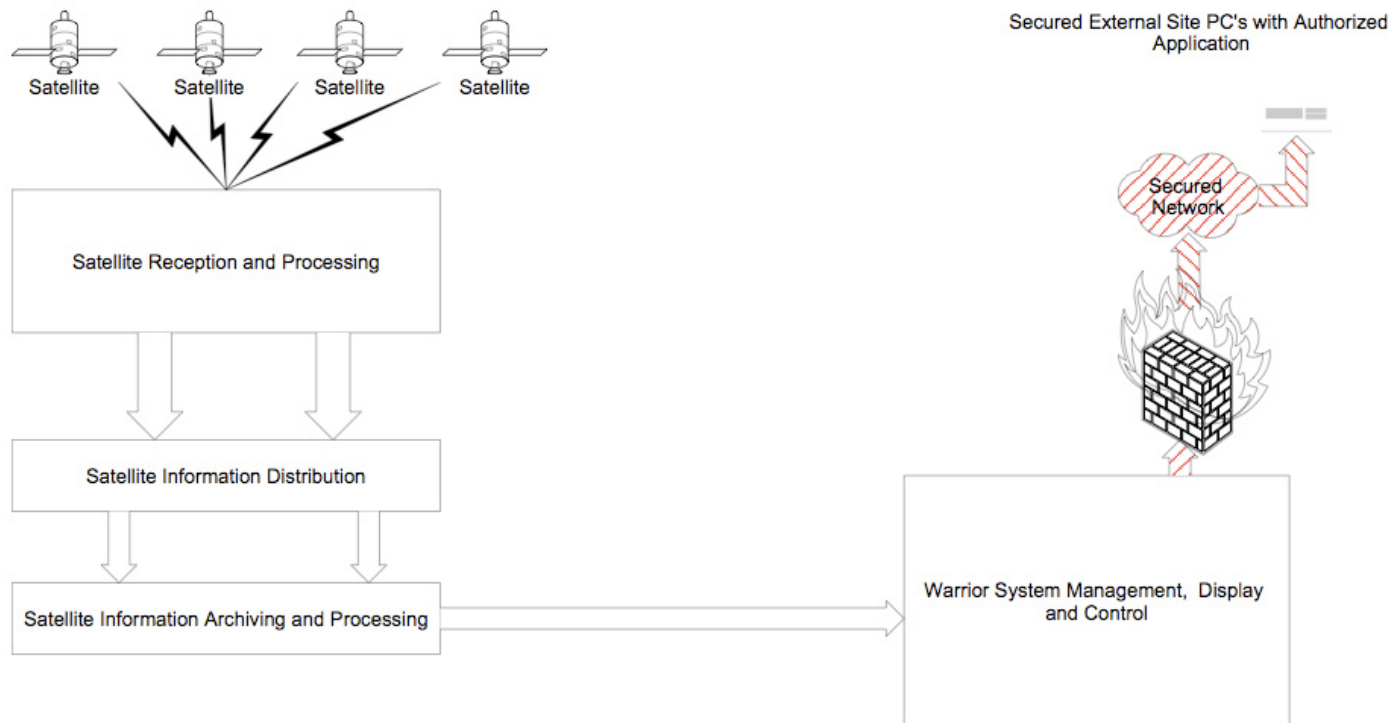 Secured External Site PC's with Authorized
Application
Satellite
Satellite
Satellite
Satellite
Secured
Network
Satellite Reception and Processing
Satellite Information Distribution
Satellite Information Archiving and Processing
Warrior System Management, Display
and Control